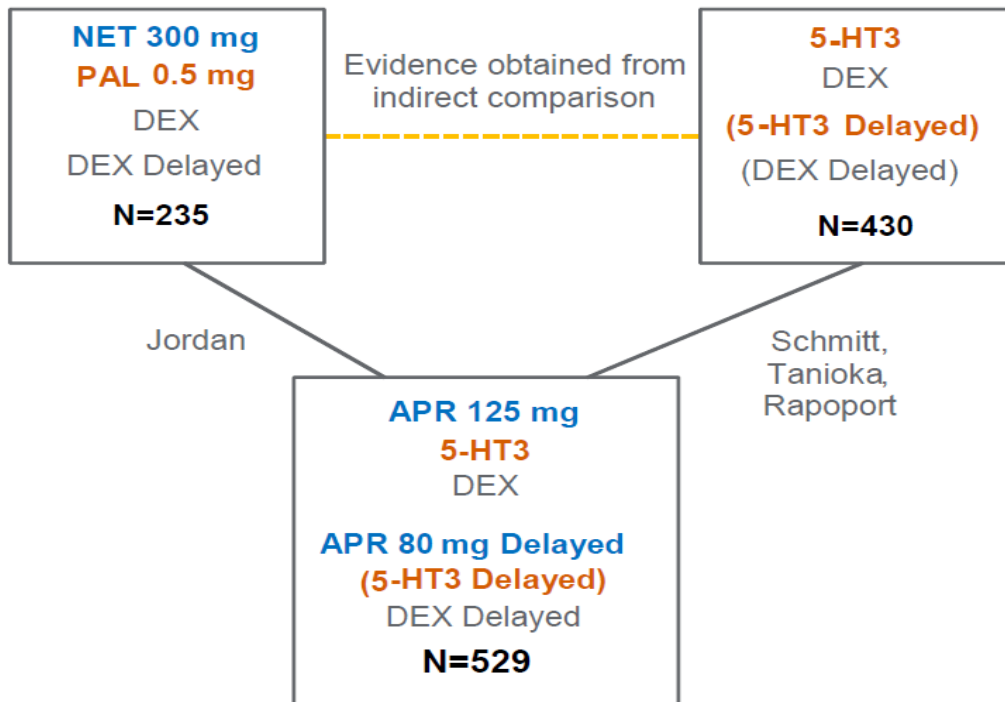 NET 300 mg
PAL 0.5 mg
DEX
DEX Delayed
N=235
Evidence obtained from
indirect comparison
5-HT3
DEX
(5-HT3 Delayed)
(DEX Delayed)
N=430
Jordan
Schmitt,
Tanioka,
Rapoport
APR 125 mg
5-HT3
DEX
APR 80 mg Delayed
(5-HT3 Delayed)
DEX Delayed
N=529